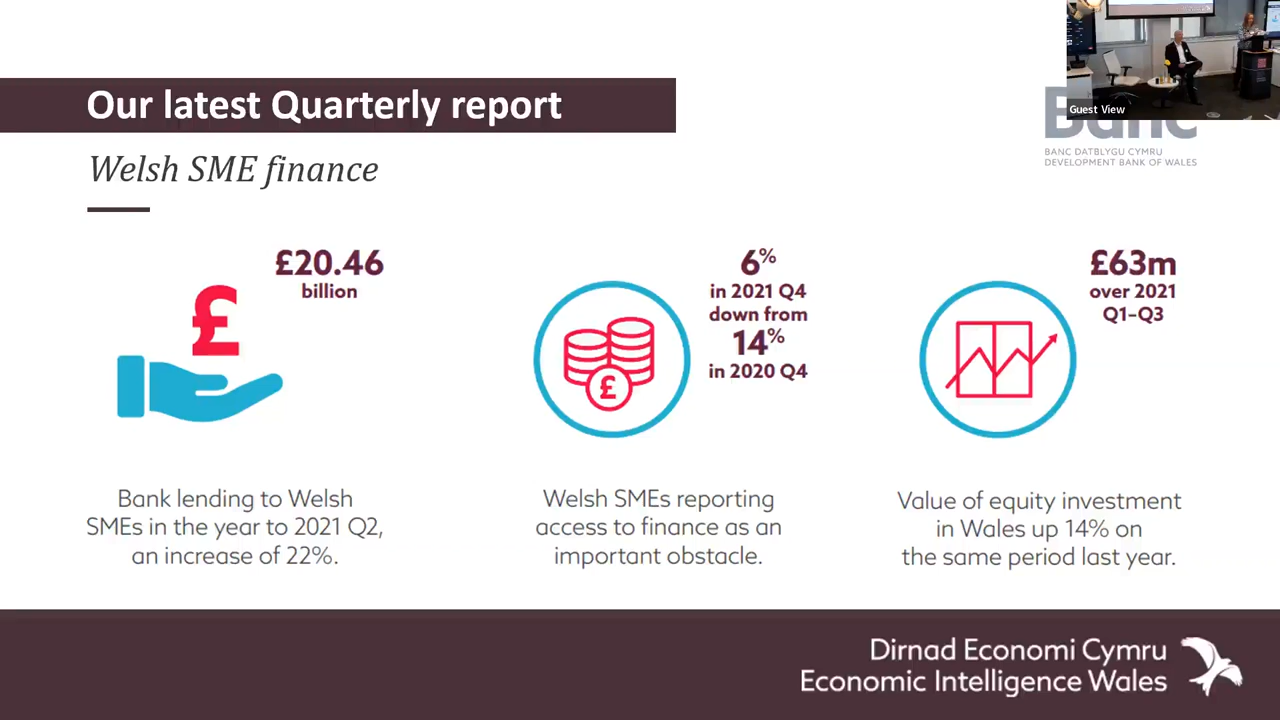 Our latest Quarterly report
Welsh SME finance
Guest View
Banc
BANC DATBLYGU CYMRU
DEVELOPMENT BANK OF WALES
£20.46
billion
£
Bank lending to Welsh
SMEs in the year to 2021 Q2,
an increase of 22%.
6%
in 2021 Q4
down from
14%
in 2020 Q4
£
Welsh SMEs reporting
access to finance as an
important obstacle.
£63m
over 2021
Q1-Q3
Value of equity investment
in Wales up 14% on
the same period last year.
Dirnad Economi Cymru
Economic Intelligence Wales